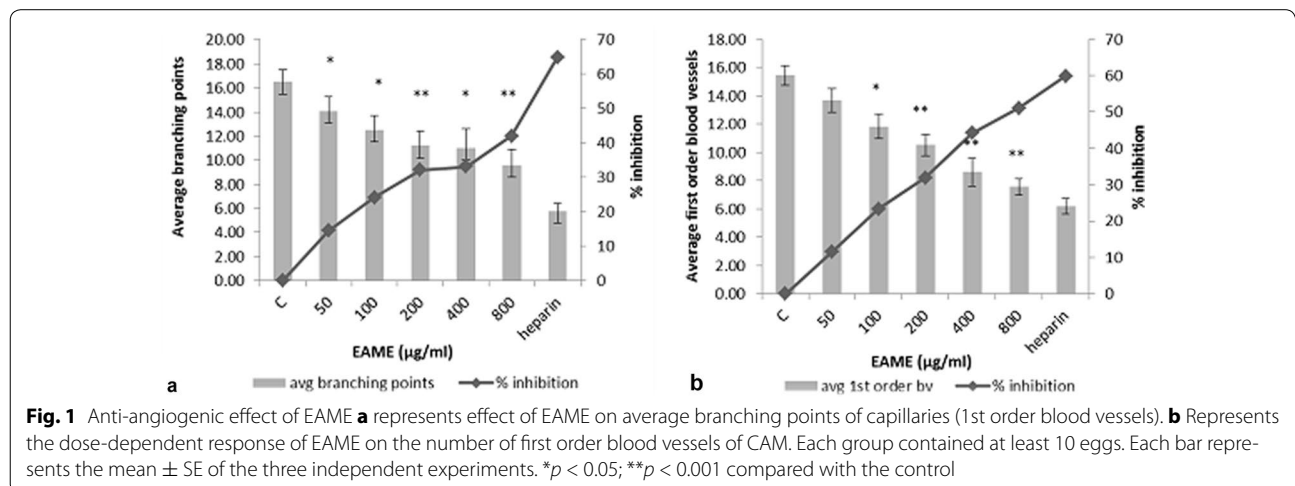 20.00
18.00
16.00
14.00
12.00
10.00
8.00
6.00
4.00
2.00
0.00
Average branching points
* * ** * **
70
60
50
40
30
20
10
0
% inhibition
C 50 100 200 400 800 heparin
EAME (µg/ml)
a
avg branching points % inhibition
18.00
16.00
14.00
12.00
10.00
8.00
6.00
4.00
2.00
0.00
Average first order blood vessels
* ** ** **
70
60
50
40
30
20
10
0
% inhibition
C 50 100 200 400 800 heparin
EAME (µg/ml)
b
avg 1st order bv % inhibition
Fig. 1 Anti-angiogenic effect of EAME a represents effect of EAME on average branching points of capillaries (1st order blood vessels). b Represents
the dose-dependent response of EAME on the number of first order blood vessels of CAM. Each group contained at least 10 eggs. Each bar repre-
sents the mean ± SE of the three independent experiments. *p < 0.05; **p < 0.001 compared with the control